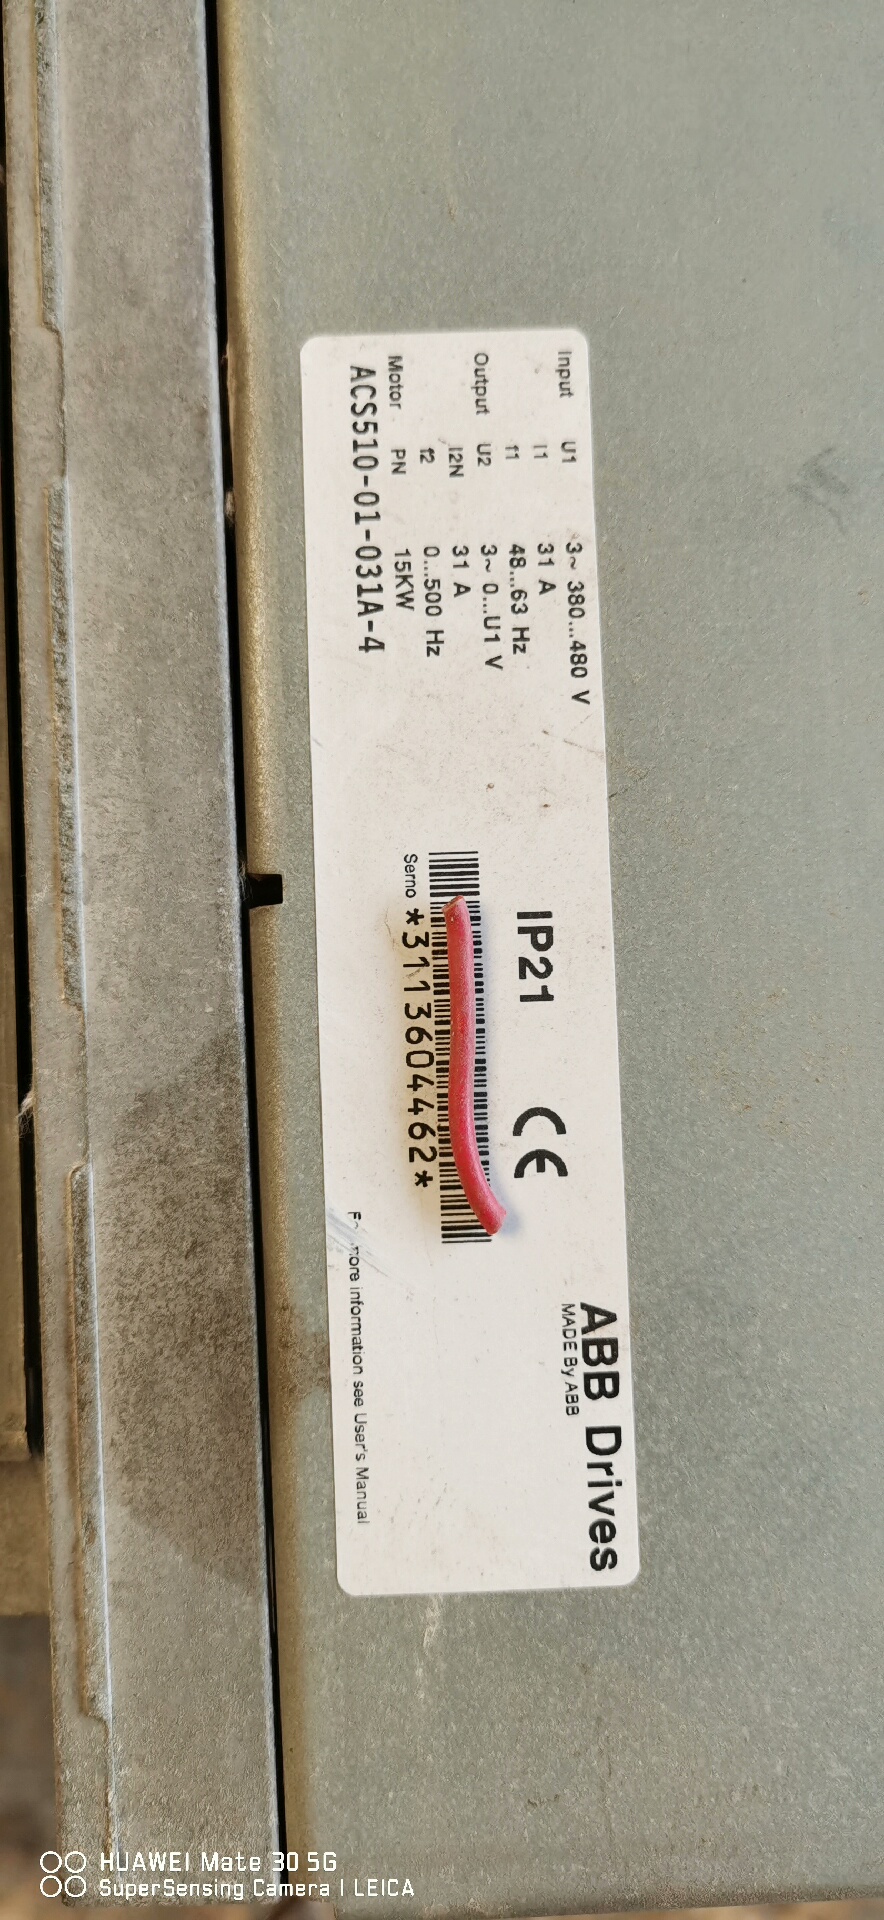 ABB Drives
MADE By ABB
Input U1 3~ 380...480 V
I1 31 A
f1 48...63 Hz
Output U2 3~ 0...U1 V
I2N 31 A
f2 0...500 Hz
Motor PN 15KW
ACS510-01-031A-4
IP21 CE
Serno *3113604462*
more information see User's Manual
HUAWEI Mate 30 5G
SuperSensing Camera | LEICA